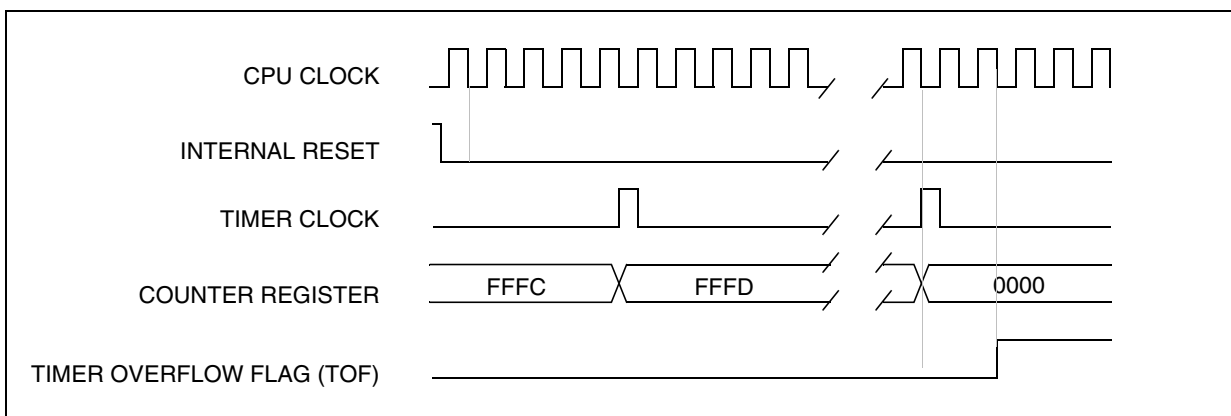 CPU CLOCK
INTERNAL RESET
TIMER CLOCK
COUNTER REGISTER FFFC FFFD 0000
TIMER OVERFLOW FLAG (TOF)